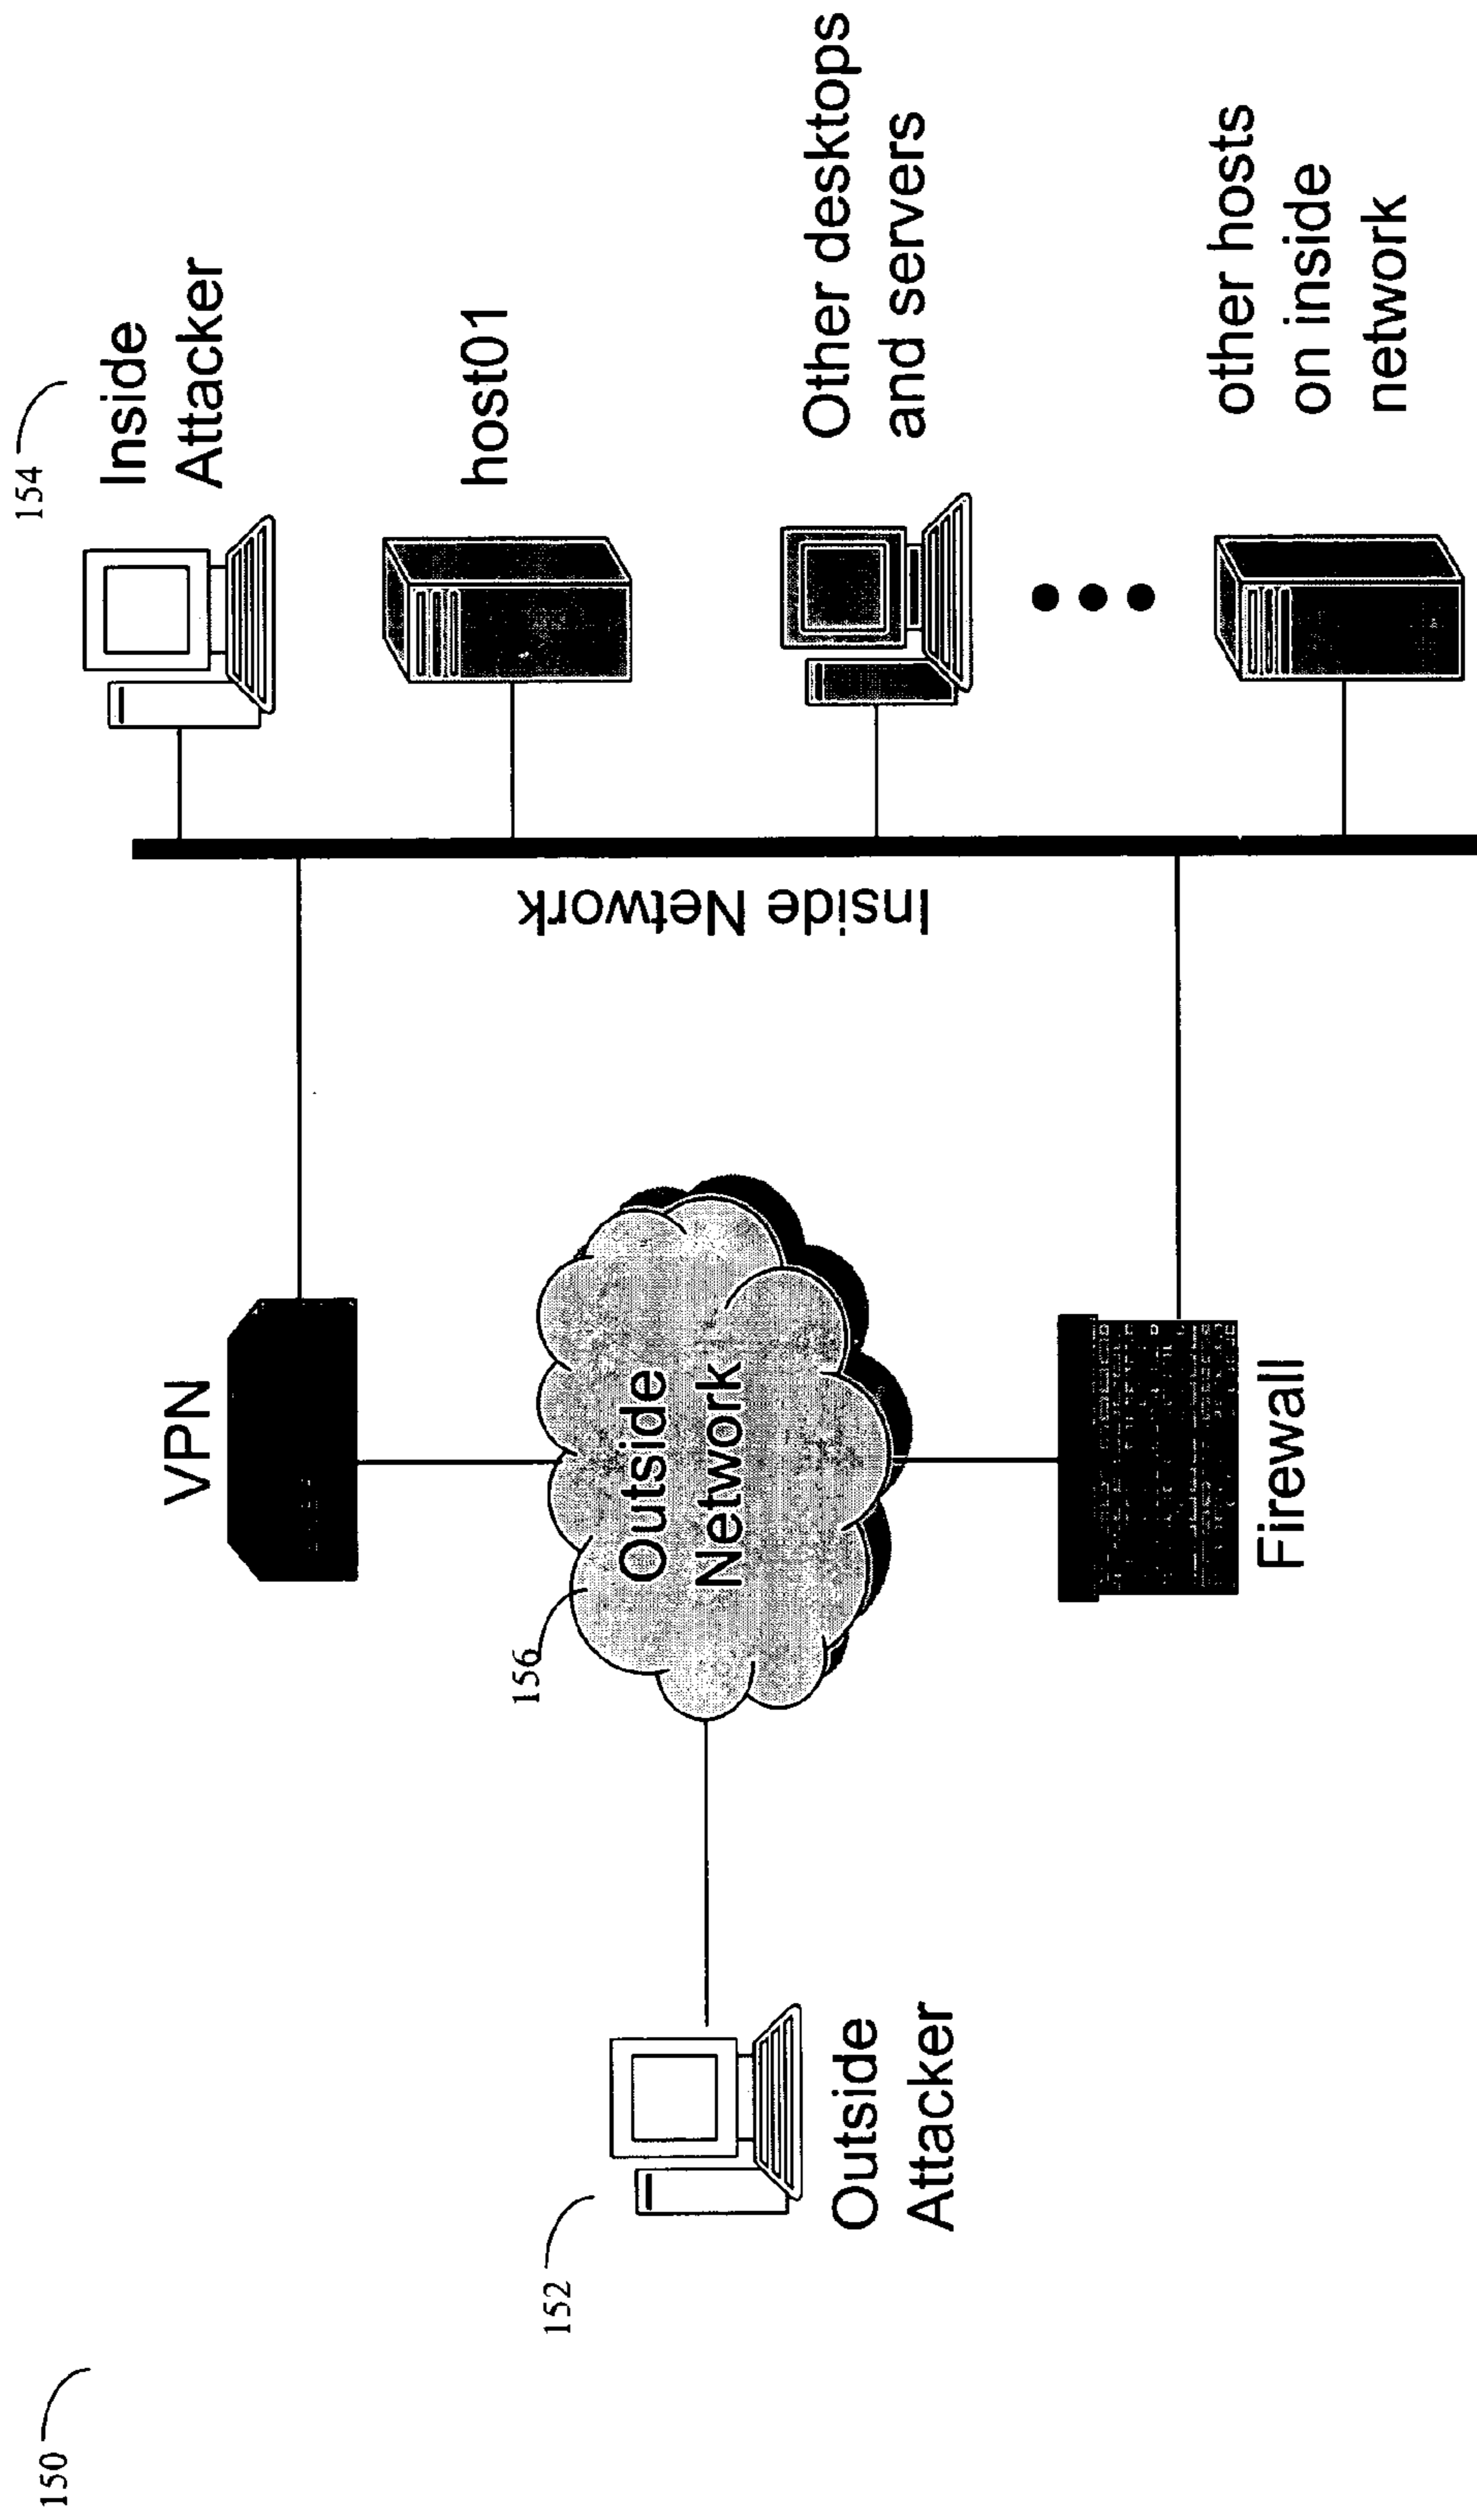 150
152
Outside
Attacker
156
Outside
Network
VPN
Firewall
Inside Network
154
Inside
Attacker
host01
Other desktops
and servers
other hosts
on inside
network